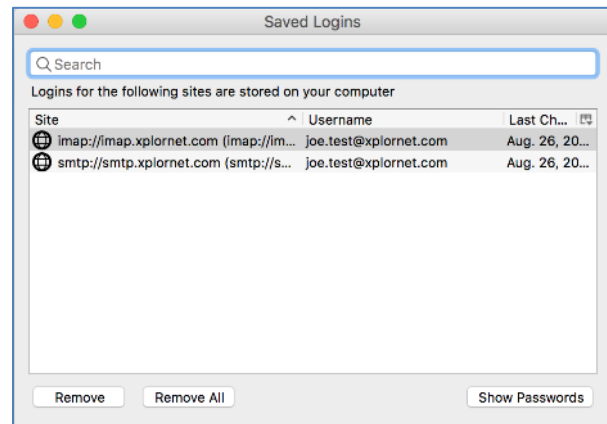 Saved Logins
Search
Logins for the following sites are stored on your computer
Site Username Last Ch...
imap://imap.xplornet.com (imap://im... joe.test@xplornet.com Aug. 26, 20...
smtp://smtp.xplornet.com (smtp://s... joe.test@xplornet.com Aug. 26, 20...
Remove Remove All Show Passwords